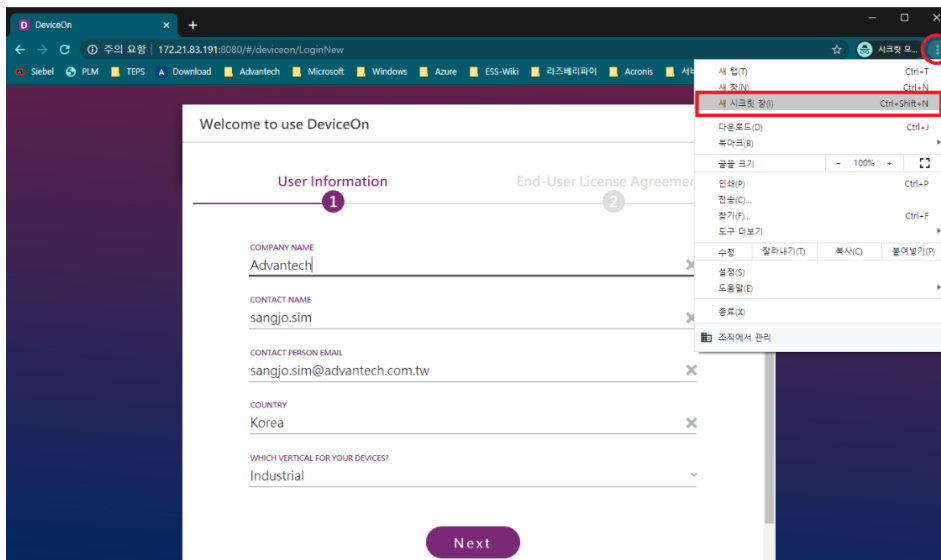 DeviceOn
주의 요함 172.21.83.191:8080/#/deviceon/LoginNew
시크릿 모...
Siebel PLM TEPS Download Advantech Microsoft Windows Azure ESS-Wiki 라즈베리파이 Acronis
Welcome to use DeviceOn
User Information
1
End-User License Agreemen
2
COMPANY NAME
Advantech
CONTACT NAME
sangjo.sim
CONTACT PERSON EMAIL
sangjo.sim@advantech.com.tw
COUNTRY
Korea
WHICH VERTICAL FOR YOUR DEVICES?
Industrial
Next
새 탭(T) Ctrl+T
새 창(N) Ctrl+N
새 시크릿 창(I) Ctrl+Shift+N
다운로드(D) Ctrl+J
북마크(B)
글꼴 크기 - 100% +
인쇄(P) Ctrl+P
전송(C)...
찾기(F)... Ctrl+F
도구 더보기
수정 잘라내기(T) 복사(C) 붙여넣기(P)
설정(S)
도움말(E)
종료(X)
조직에서 관리